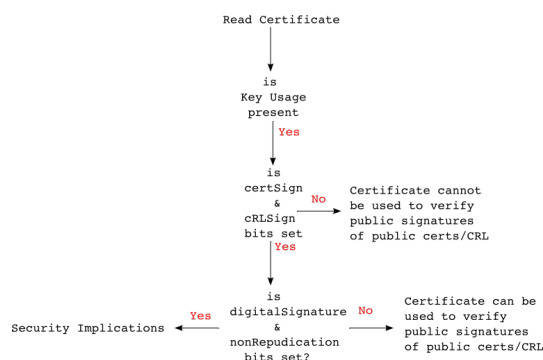 Read Certificate
is
Key Usage
present
Yes
is
certSign
&
cRLSign
bits set
No
Certificate cannot
be used to verify
public signatures
of public certs/CRL
Yes
is
digitalSignature
&
nonRepudication
bits set?
Yes
Security Implications
No
Certificate can be
used to verify
public signatures
of public certs/CRL